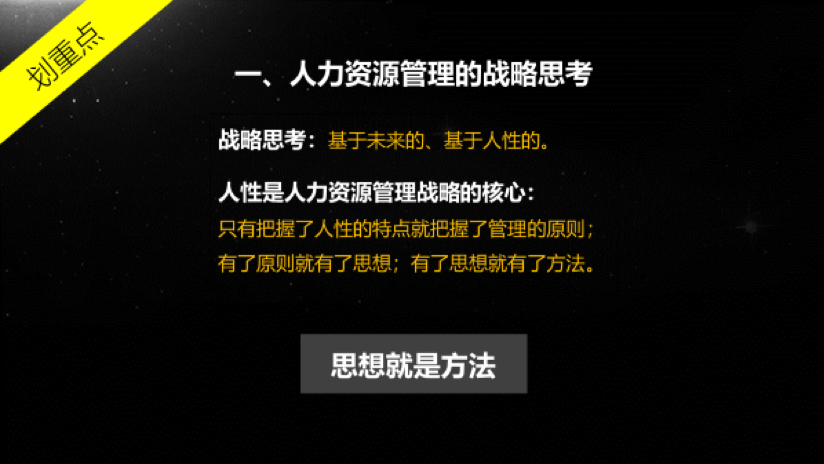 划重点
一、人力资源管理的战略思考
战略思考：基于未来的、基于人性的。
人性是人力资源管理战略的核心：
只有把握了人性的特点就把握了管理的原则；
有了原则就有了思想；有了思想就有了方法。
思想就是方法